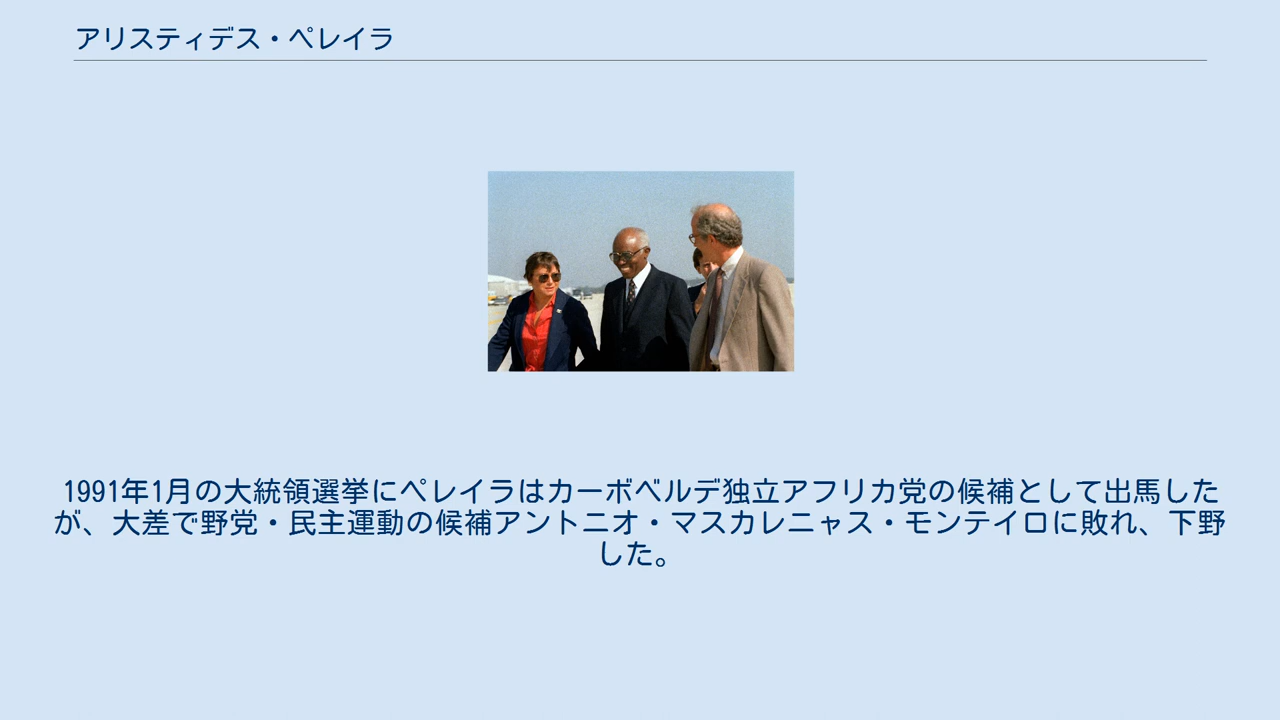 アリスティデス・ペレイラ
1991年1月の大統領選挙にペレイラはカーボベルデ独立アフリカ党の候補として出馬した
が、大差で野党・民主運動の候補アントニオ・マスカレニャス・モンテイロに敗れ、下野
した。